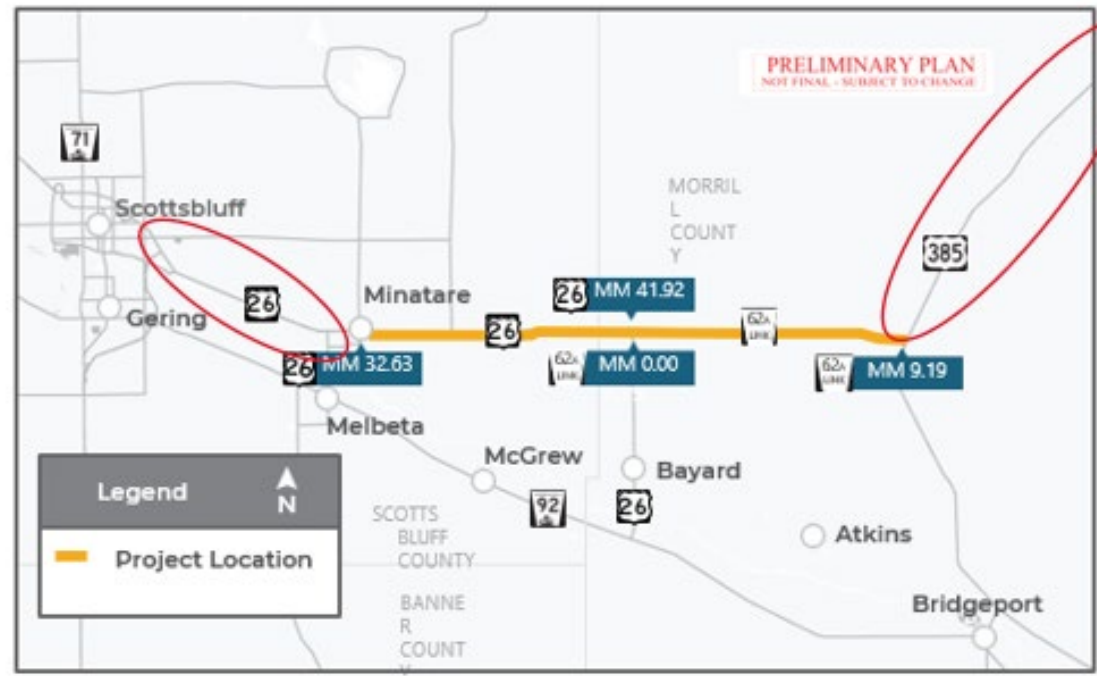 PRELIMINARY PLAN
NOT FINAL - SUBJECT TO CHANGE
71
Scottsbluff
MORRIL
L
COUNT
Y
385
Gering
26
Minatare
26
26 MM 41.92
62A
LINK
26 MM 32.63
62A
LINK
MM 0.00
62A
LINK
MM 9.19
Melbeta
McGrew
Bayard
92
26
Atkins
Legend
N
Project Location
SCOTTS
BLUFF
COUNTY
BANNE
R
COUNT
Y
Bridgeport